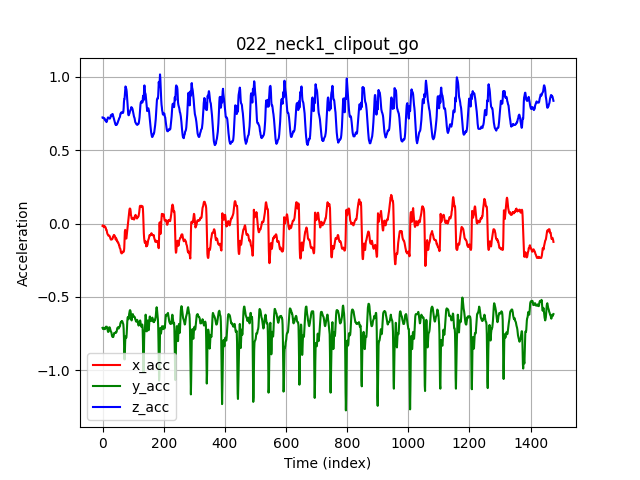 022_neck1_clipout_go
1.0
0.5
0.0
−0.5
−1.0
Acceleration
x_acc
y_acc
z_acc
0 200 400 600 800 1000 1200 1400
Time (index)